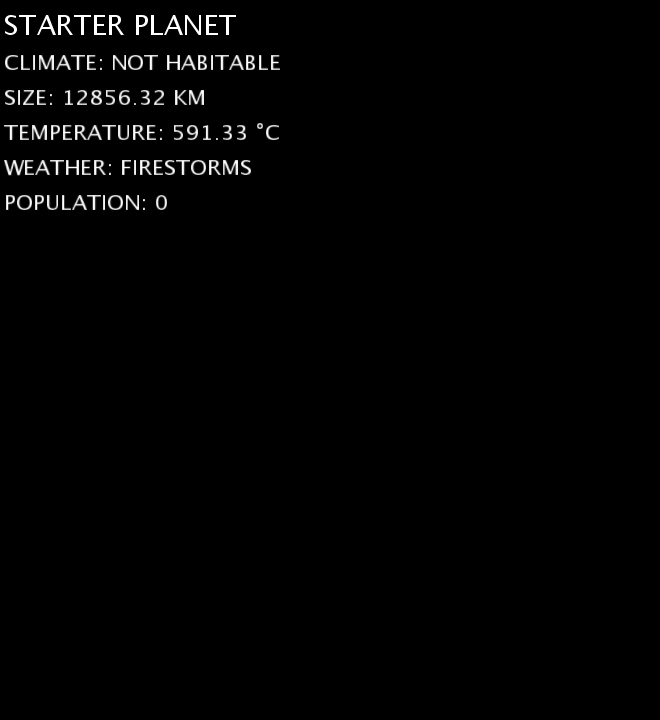 STARTER PLANET
CLIMATE: NOT HABITABLE
SIZE: 12856.32 KM
TEMPERATURE: 591.33 °C
WEATHER: FIRESTORMS
POPULATION: 0